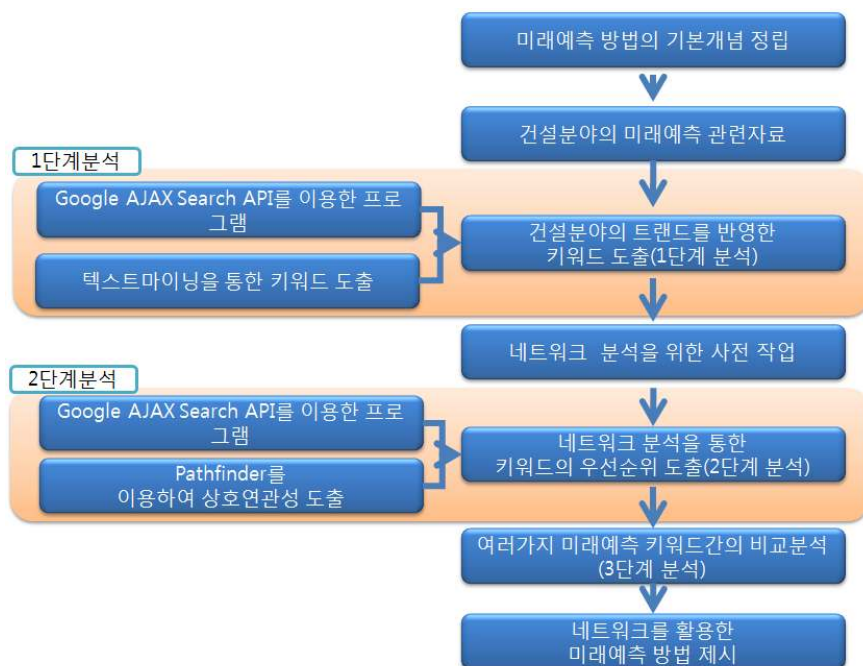 미래예측 방법의 기본개념 정립
건설분야의 미래예측 관련자료
1단계분석
Google AJAX Search API를 이용한 프로
그램
텍스트마이닝을 통한 키워드 도출
건설분야의 트랜드를 반영한
키워드 도출(1단계 분석)
네트워크 분석을 위한 사전 작업
2단계분석
Google AJAX Search API를 이용한 프로
그램
Pathfinder를
이용하여 상호연관성 도출
네트워크 분석을 통한
키워드의 우선순위 도출(2단계 분석)
여러가지 미래예측 키워드간의 비교분석
(3단계 분석)
네트워크를 활용한
미래예측 방법 제시